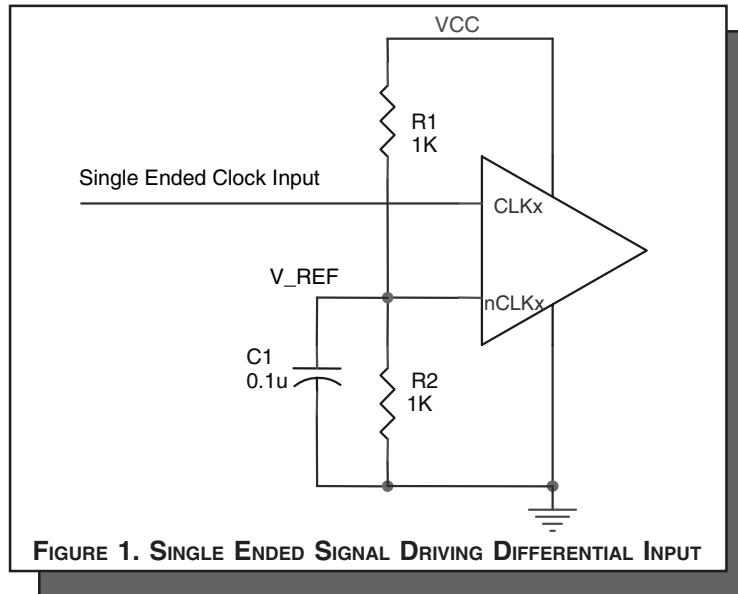 VCC
R1
1K
Single Ended Clock Input
CLKx
V_REF
nCLKx
C1
0.1u
R2
1K
FIGURE 1. SINGLE ENDED SIGNAL DRIVING DIFFERENTIAL INPUT